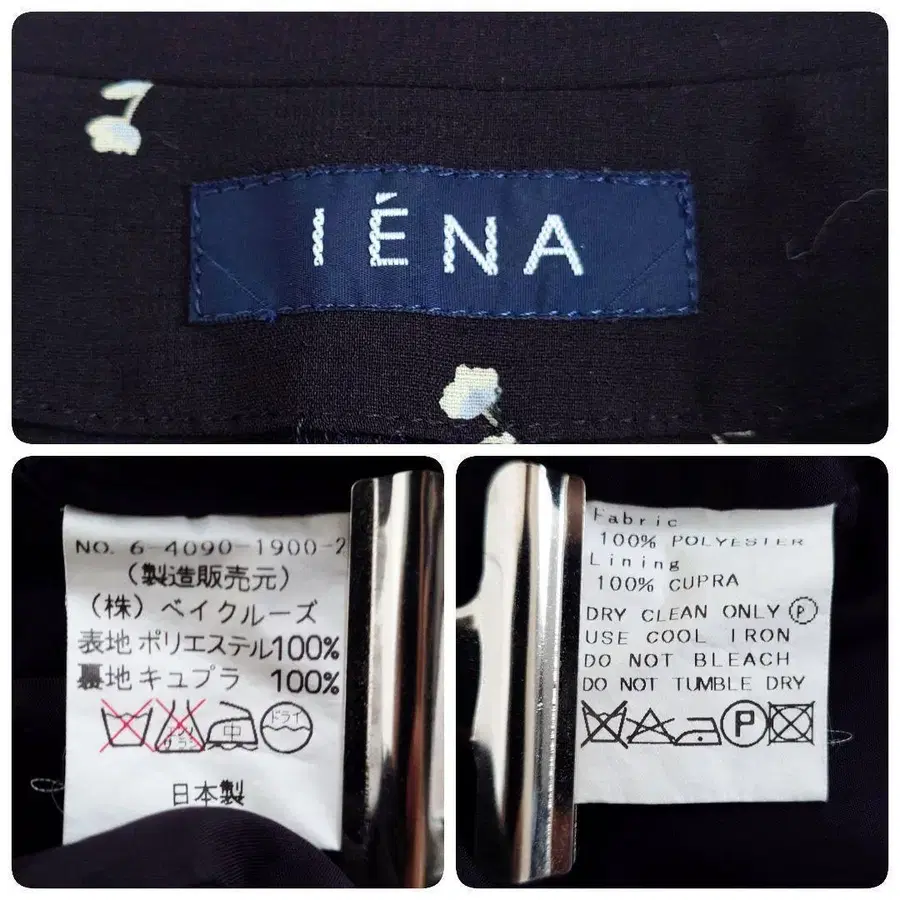 IÉNA
NO. 6-4090-1900-2
(製造販売元)
(株) ベイクルーズ
表地 ポリエステル100%
裏地 キュプラ 100%
中
ドライ
日本製
Fabric
100% POLYESTER
Lining
100% CUPRA
DRY CLEAN ONLY Ⓟ
USE COOL IRON
DO NOT BLEACH
DO NOT TUMBLE DRY
P